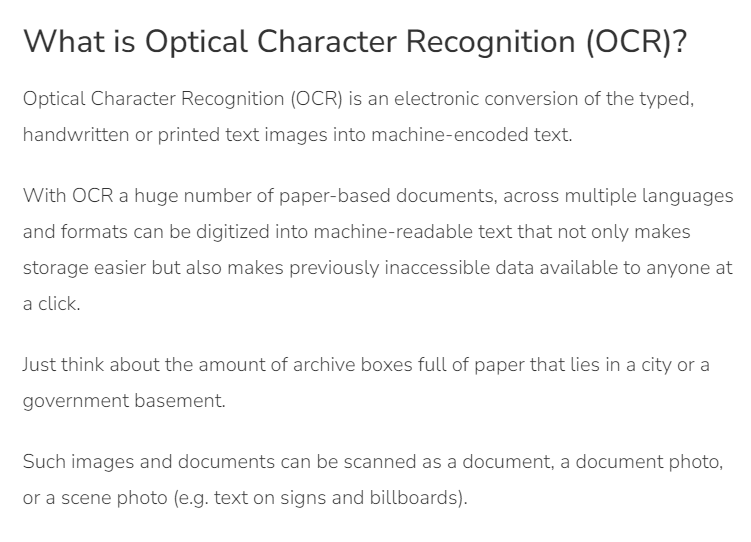 What is Optical Character Recognition (OCR)?
Optical Character Recognition (OCR) is an electronic conversion of the typed,
handwritten or printed text images into machine-encoded text.
With OCR a huge number of paper-based documents, across multiple languages
and formats can be digitized into machine-readable text that not only makes
storage easier but also makes previously inaccessible data available to anyone at
a click.
Just think about the amount of archive boxes full of paper that lies in a city or a
government basement.
Such images and documents can be scanned as a document, a document photo,
or a scene photo (e.g. text on signs and billboards).